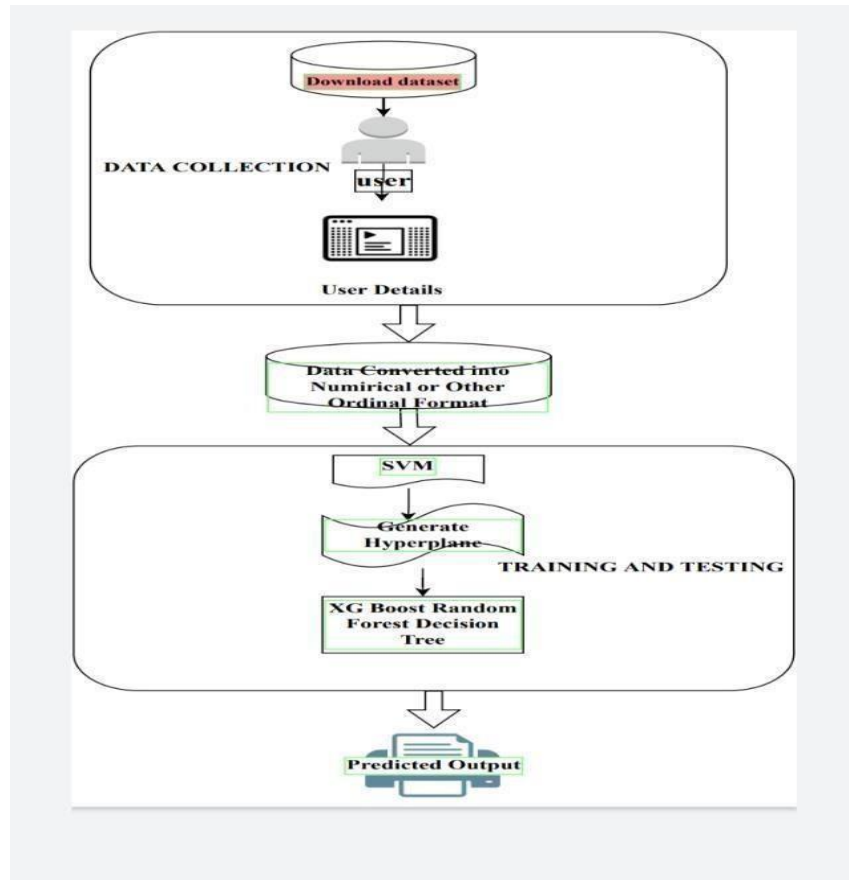 Download dataset
DATA COLLECTION
user
User Details
Data Converted into
Numirical or Other
Ordinal Format
SVM
Generate
Hyperplane
TRAINING AND TESTING
XG Boost Random
Forest Decision
Tree
Predicted Output